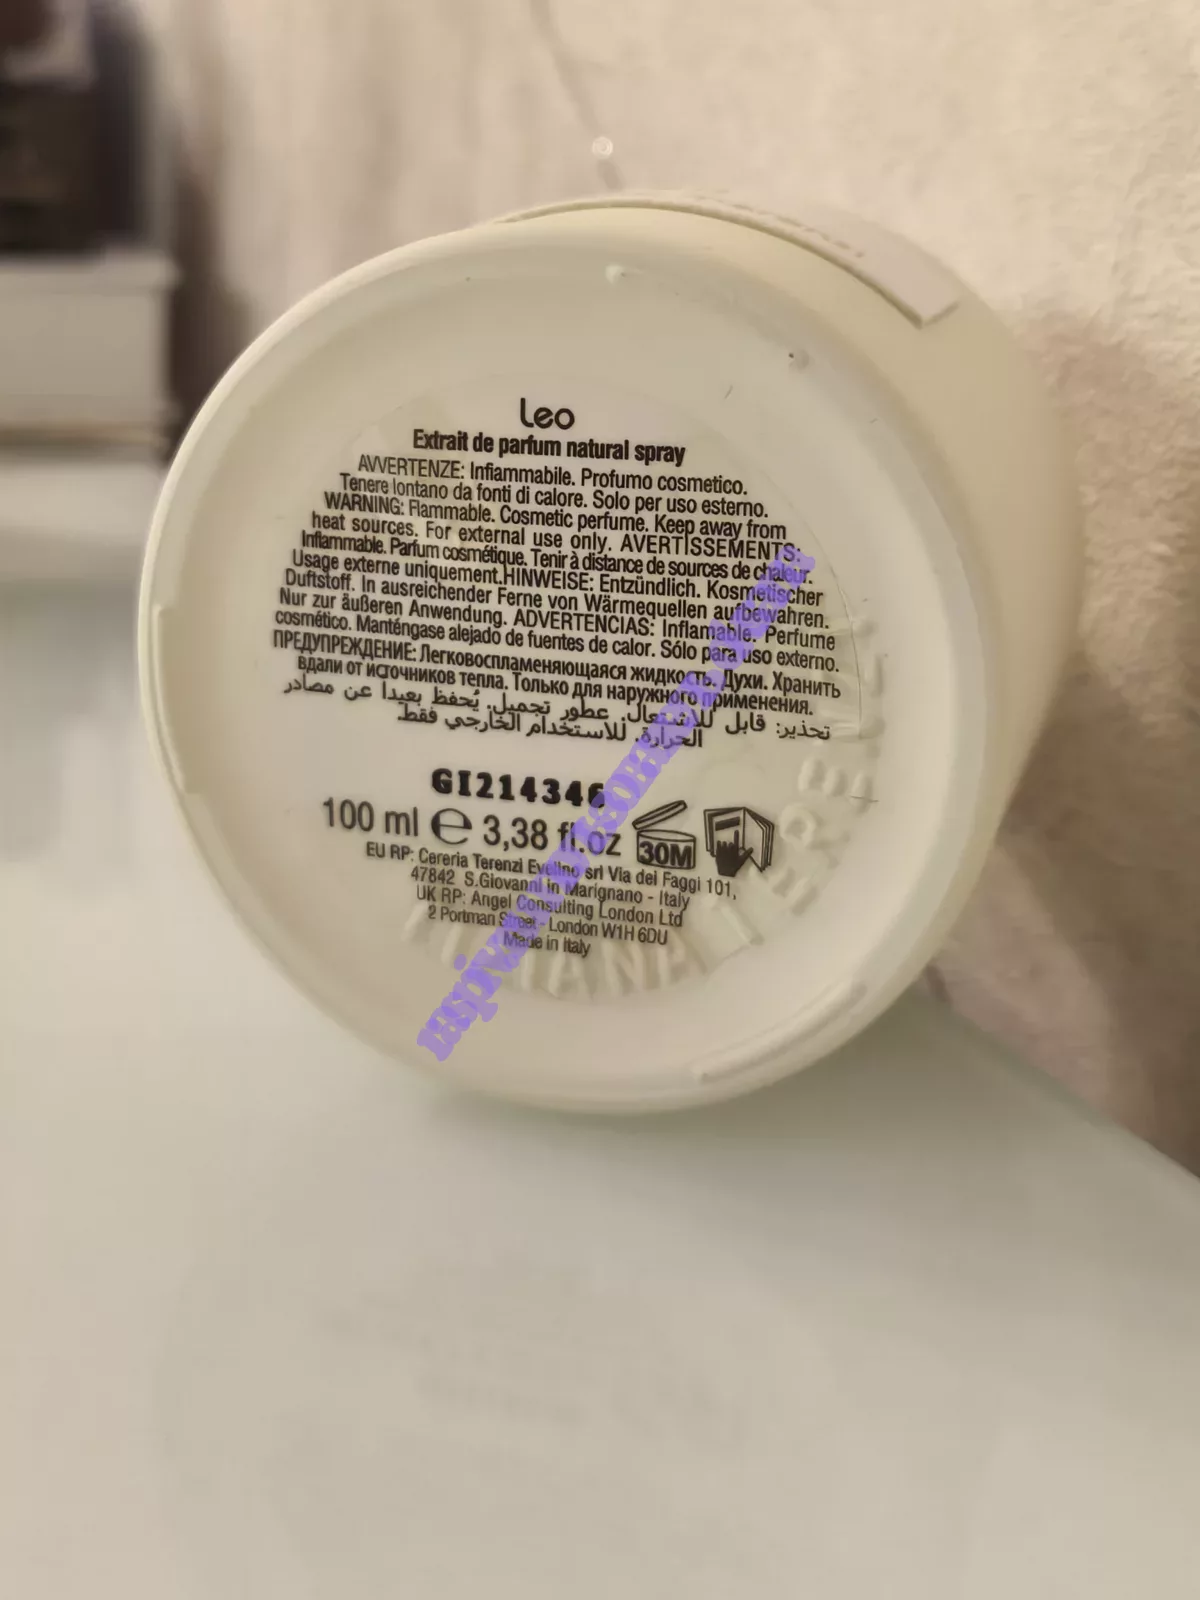 Leo
Extrait de parfum natural spray
AVVERTENZE: Infiammabile. Profumo cosmetico.
Tenere lontano da fonti di calore. Solo per uso esterno.
WARNING: Flammable. Cosmetic perfume. Keep away from
heat sources. For external use only. AVERTISSEMENTS:
Inflammable. Parfum cosmétique. Tenir à distance de sources de chaleur.
Usage externe uniquement.HINWEISE: Entzündlich. Kosmetischer
Duftstoff. In ausreichender Ferne von Wärmequellen aufbewahren.
Nur zur äußeren Anwendung. ADVERTENCIAS: Inflamable. Perfume
cosmético. Manténgase alejado de fuentes de calor. Sólo para uso externo.
ПРЕДУПРЕЖДЕНИЕ: Легковоспламеняющаяся жидкость. Духи. Хранить
вдали от источников тепла. Только для наружного применения.
تحذير: قابل للاشتعال. عطور تجميل. يُحفظ بعيداً عن مصادر
الحرارة. للاستخدام الخارجي فقط.
GI214346
100 ml e 3,38 fl.oz 30M
EU RP: Cereria Terenzi Evelino srl Via dei Faggi 101,
47842 S.Giovanni in Marignano - Italy
UK RP: Angel Consulting London Ltd
2 Portman Street - London W1H 6DU
Made in Italy